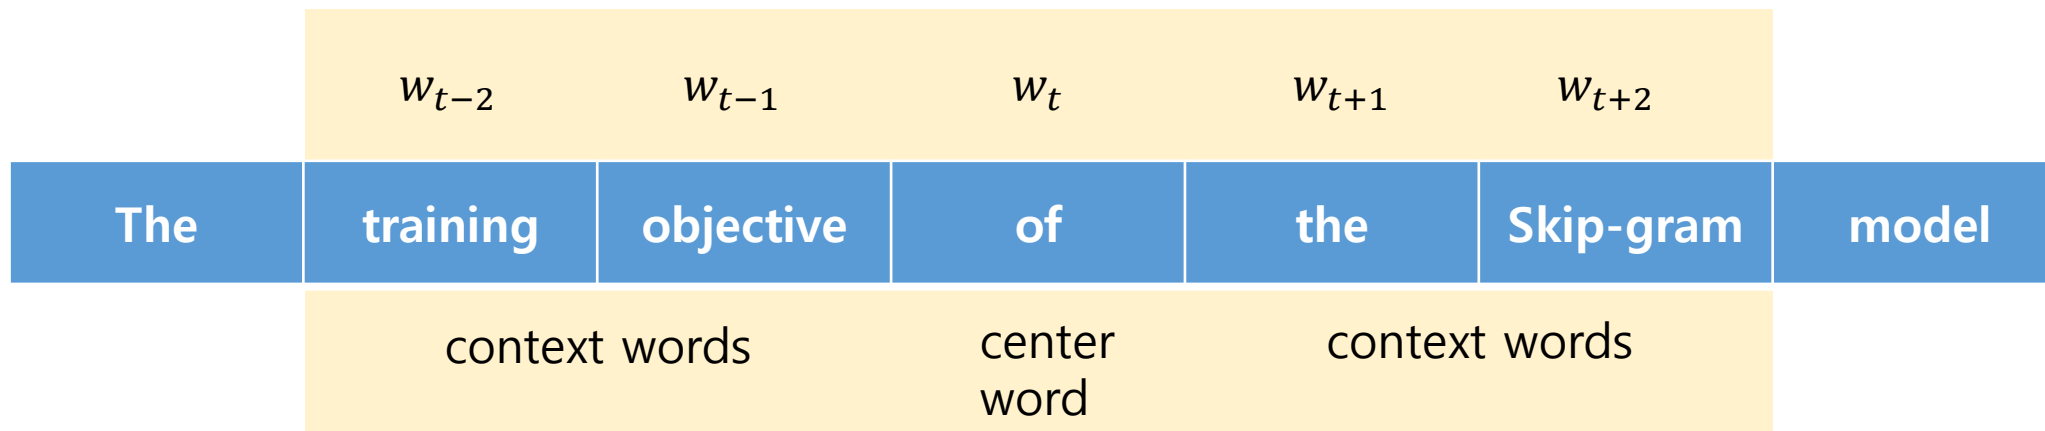 w_{t−2} w_{t−1} w_t w_{t+1} w_{t+2}
The training objective of the Skip-gram model
context words center word context words